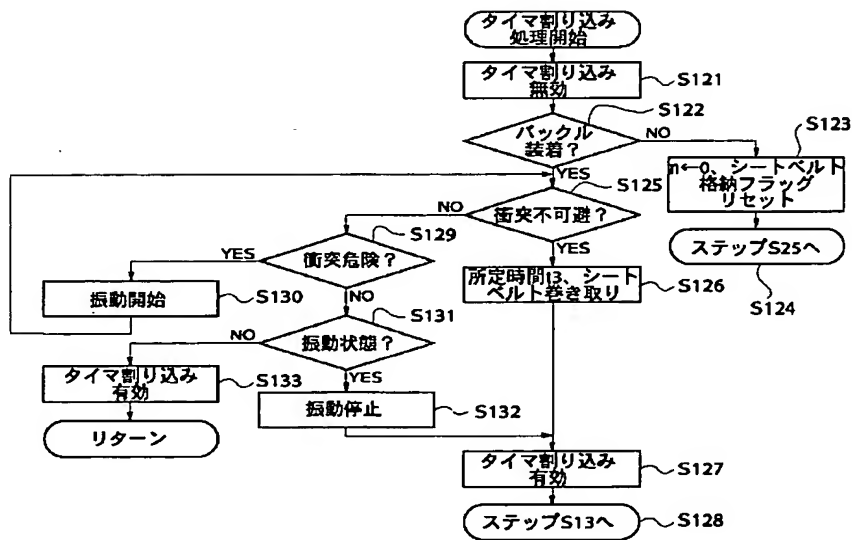 タイマ割り込み
処理開始
タイマ割り込み
無効
S121
バックル
装着？
S122
NO
S123
n←0、シートベルト
格納フラッグ
リセット
YES
S125
衝突不可避？
NO
S129
YES
ステップS25へ
S124
衝突危険？
YES
所定時間t3、シート
ベルト巻き取り
S126
振動開始
S130
NO
S131
振動状態？
NO
YES
タイマ割り込み
有効
S133
振動停止
S132
リターン
タイマ割り込み
有効
S127
ステップS13へ
S128